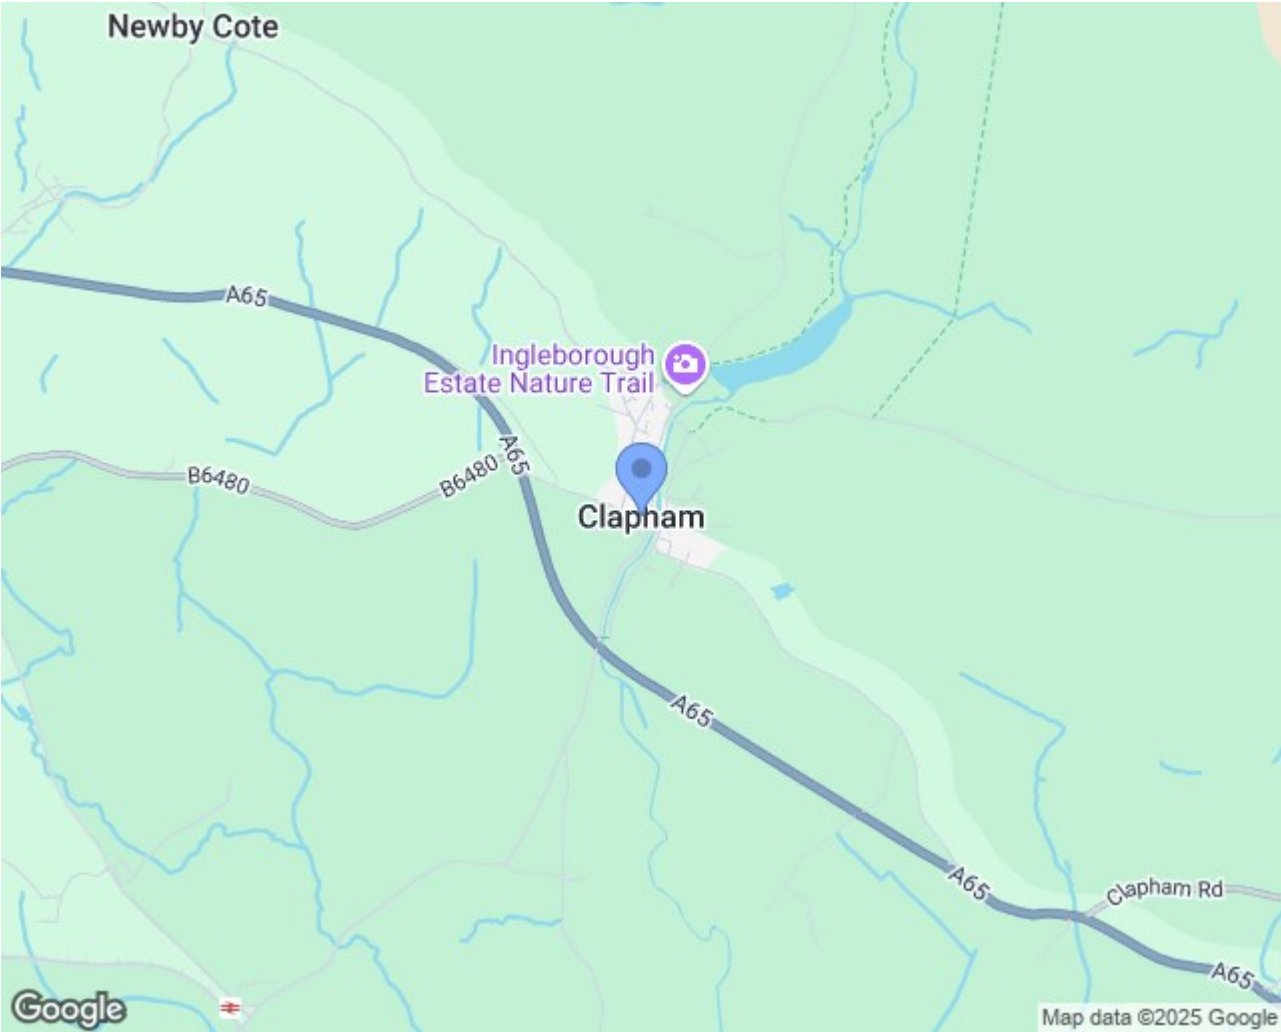 Newby Cote
A65
Ingleborough
Estate Nature Trail
A65
B6480
B6480
Clapham
A65
A65
Clapham Rd
A65
Google
Map data ©2025 Google